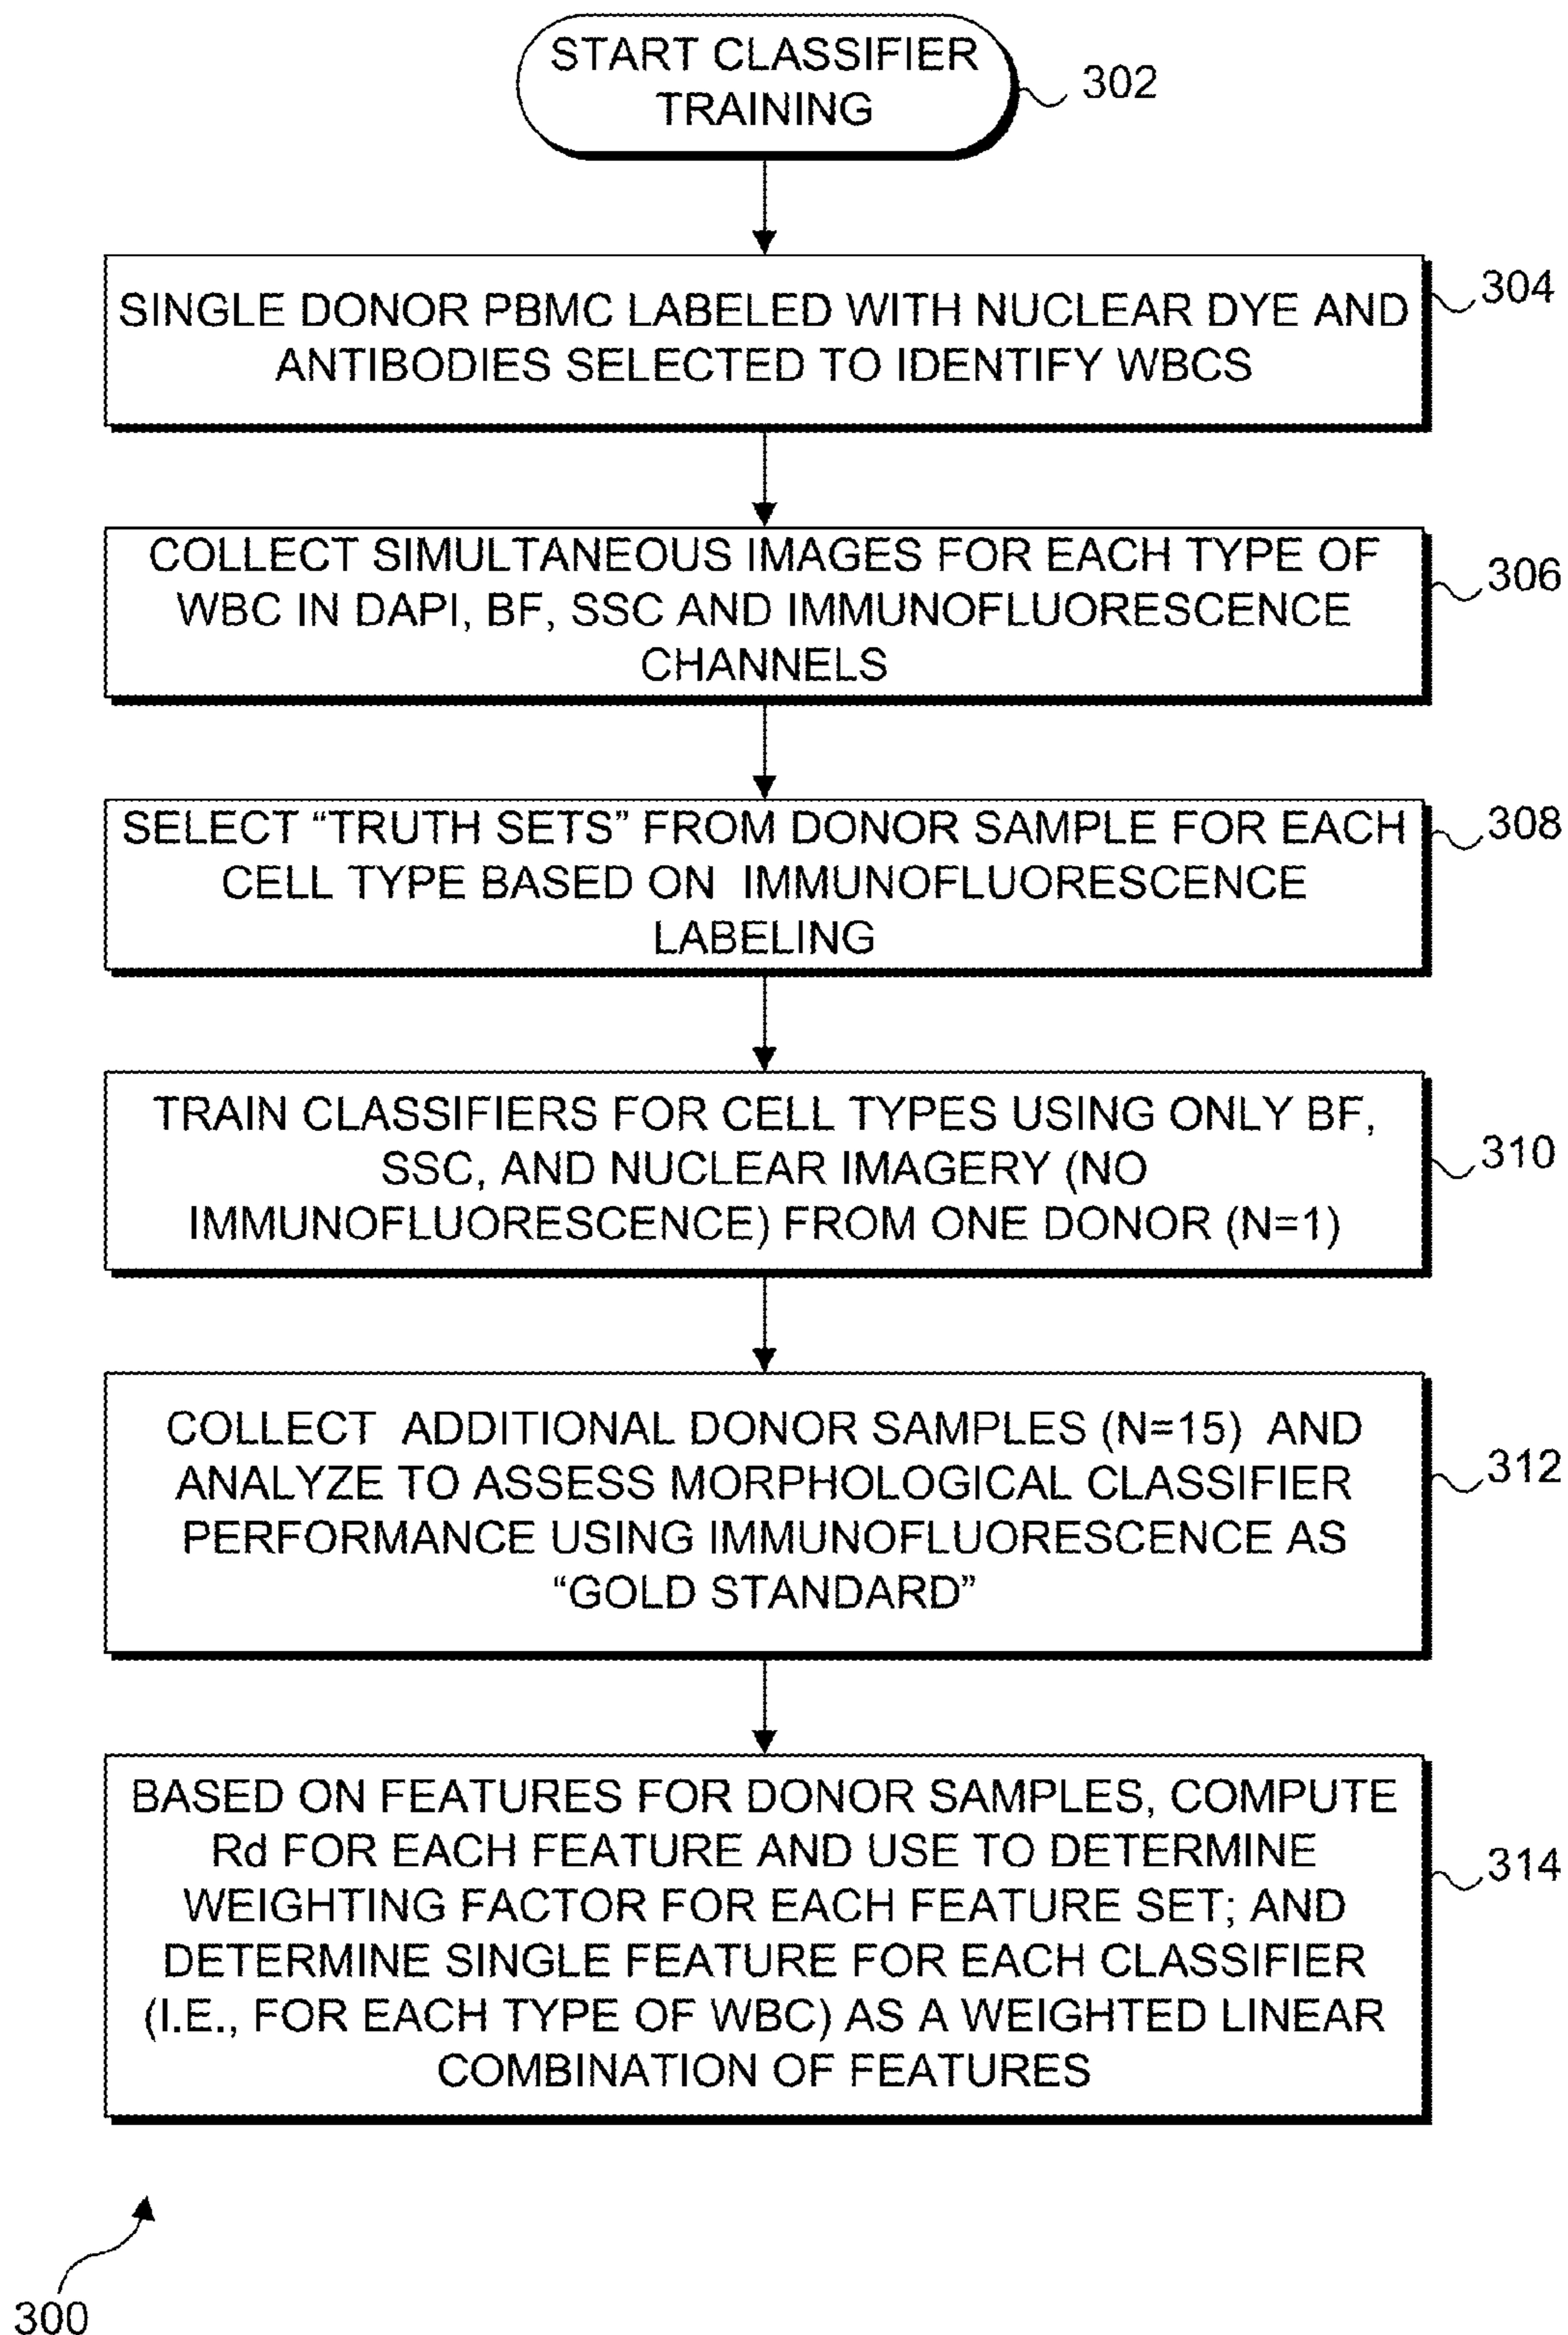 START CLASSIFIER
TRAINING
302
SINGLE DONOR PBMC LABELED WITH NUCLEAR DYE AND
ANTIBODIES SELECTED TO IDENTIFY WBCS
304
COLLECT SIMULTANEOUS IMAGES FOR EACH TYPE OF
WBC IN DAPI, BF, SSC AND IMMUNOFLUORESCENCE
CHANNELS
306
SELECT “TRUTH SETS” FROM DONOR SAMPLE FOR EACH
CELL TYPE BASED ON IMMUNOFLUORESCENCE
LABELING
308
TRAIN CLASSIFIERS FOR CELL TYPES USING ONLY BF,
SSC, AND NUCLEAR IMAGERY (NO
IMMUNOFLUORESCENCE) FROM ONE DONOR (N=1)
310
COLLECT ADDITIONAL DONOR SAMPLES (N=15) AND
ANALYZE TO ASSESS MORPHOLOGICAL CLASSIFIER
PERFORMANCE USING IMMUNOFLUORESCENCE AS
“GOLD STANDARD”
312
BASED ON FEATURES FOR DONOR SAMPLES, COMPUTE
Rd FOR EACH FEATURE AND USE TO DETERMINE
WEIGHTING FACTOR FOR EACH FEATURE SET; AND
DETERMINE SINGLE FEATURE FOR EACH CLASSIFIER
(I.E., FOR EACH TYPE OF WBC) AS A WEIGHTED LINEAR
COMBINATION OF FEATURES
314
300